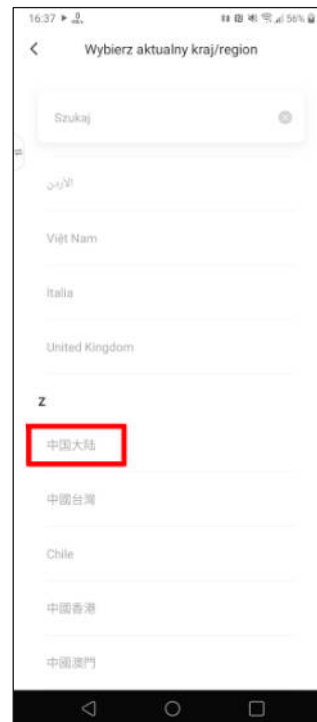 16:37 56%
Wybierz aktualny kraj/region
Szukaj
الأردن
Việt Nam
Italia
United Kingdom
Z
中国大陆
中國台灣
Chile
中國香港
中國澳門